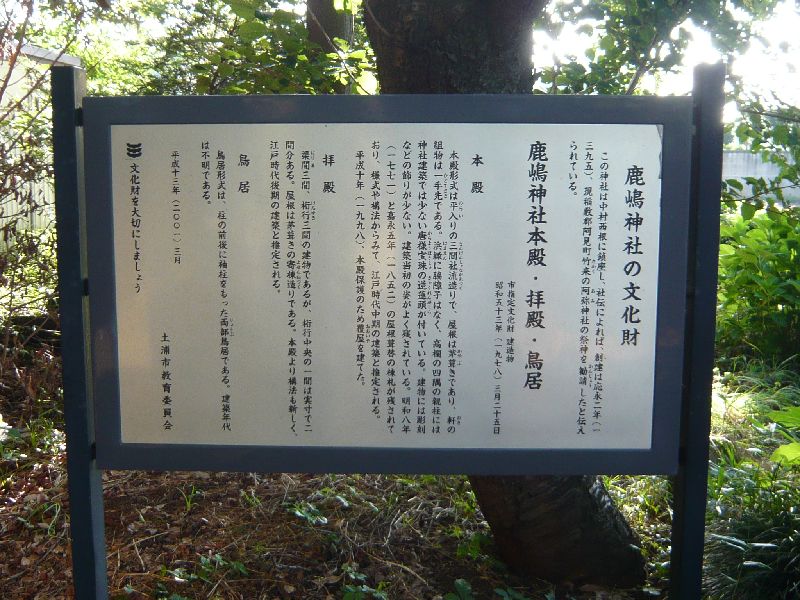 鹿嶋神社の文化財
この神社は中村西根に鎮座し、社伝によれば、創建は応永二年（一
三九五）、現稲敷郡阿見町竹来の阿弥神社の祭神を勧請したと伝え
られている。
鹿嶋神社本殿・拝殿・鳥居
市指定文化財 建造物
昭和五十三年（一九七八）三月二十五日
本殿
本殿形式は平入りの三間社流造りで、屋根は茅葺きであり、軒の
組物は一手先である。浜縁に脇障子はなく、高欄の四隅の親柱には
神社建築では少ない唐様宝珠の逆蓮頭が付いている。建物には彫刻
などの飾りが少ない。建築当初の姿がよく残されている。明和八年
（一七七一）と嘉永五年（一八五二）の屋根葺替の棟札が残されて
おり、様式や構法からみて、江戸時代中期の建築と推定される。
平成十年（一九九八）、本殿保護のため覆屋を建てた。
拝殿
梁間三間、桁行三間の建物であるが、桁行中央の一間は実寸て二
間分ある。屋根は茅葺きの寄棟造りである。本殿より構法も新しく、
江戸時代後期の建築と推定される。
鳥居
鳥居形式は、柱の前後に袖柱をもった両部鳥居である。建築年代
は不明である。
平成十三年（二〇〇一）三月
土浦市教育委員会
文化財を大切にしましょう